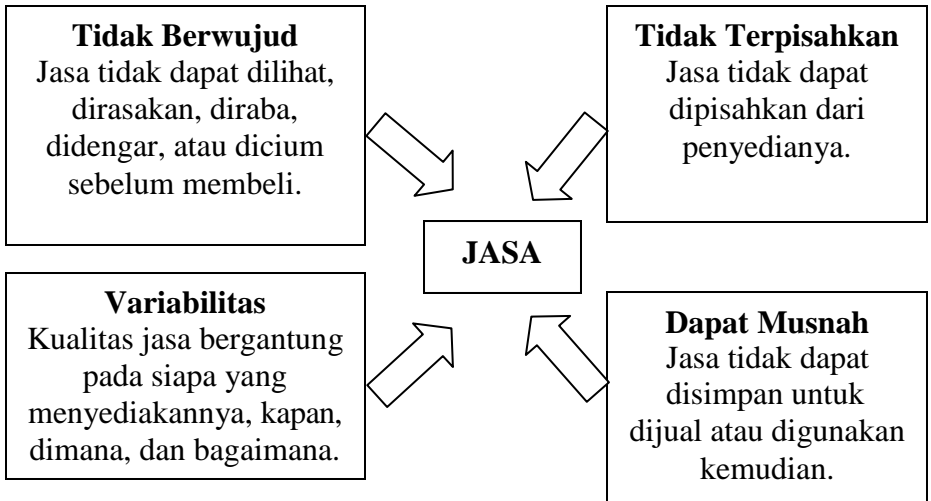 Tidak Berwujud
Jasa tidak dapat dilihat,
dirasakan, diraba,
didengar, atau dicium
sebelum membeli.
Tidak Terpisahkan
Jasa tidak dapat
dipisahkan dari
penyedianya.
JASA
Variabilitas
Kualitas jasa bergantung
pada siapa yang
menyediakannya, kapan,
dimana, dan bagaimana.
Dapat Musnah
Jasa tidak dapat
disimpan untuk
dijual atau digunakan
kemudian.